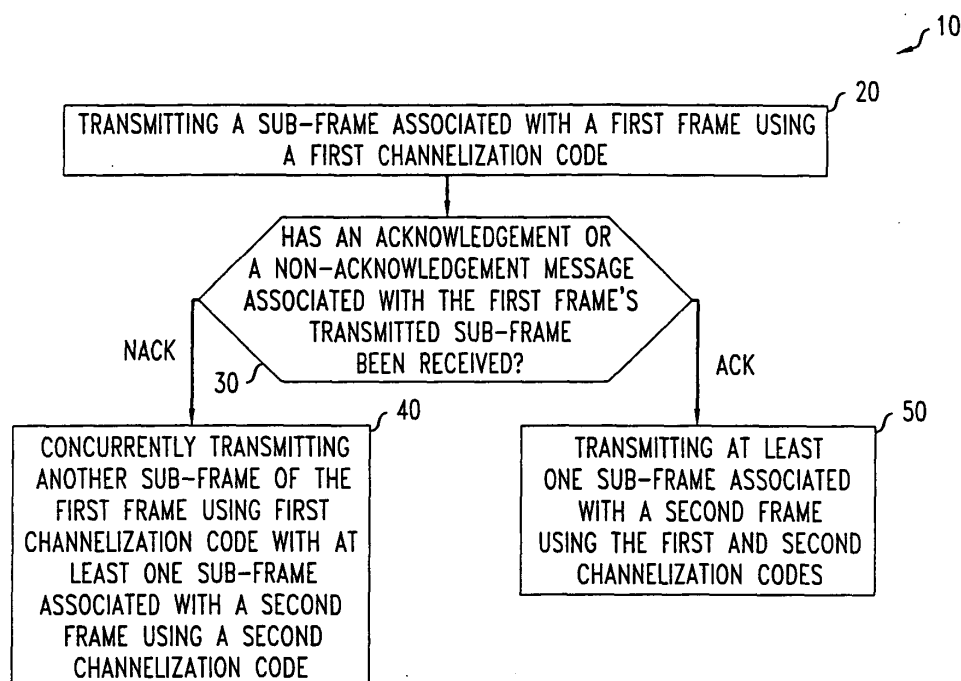 10
20
TRANSMITTING A SUB-FRAME ASSOCIATED WITH A FIRST FRAME USING
A FIRST CHANNELIZATION CODE
HAS AN ACKNOWLEDGEMENT OR
A NON-ACKNOWLEDGEMENT MESSAGE
ASSOCIATED WITH THE FIRST FRAME'S
TRANSMITTED SUB-FRAME
BEEN RECEIVED?
NACK
30
ACK
40
CONCURRENTLY TRANSMITTING
ANOTHER SUB-FRAME OF THE
FIRST FRAME USING FIRST
CHANNELIZATION CODE WITH AT
LEAST ONE SUB-FRAME
ASSOCIATED WITH A SECOND
FRAME USING A SECOND
CHANNELIZATION CODE
50
TRANSMITTING AT LEAST
ONE SUB-FRAME ASSOCIATED
WITH A SECOND FRAME
USING THE FIRST AND SECOND
CHANNELIZATION CODES